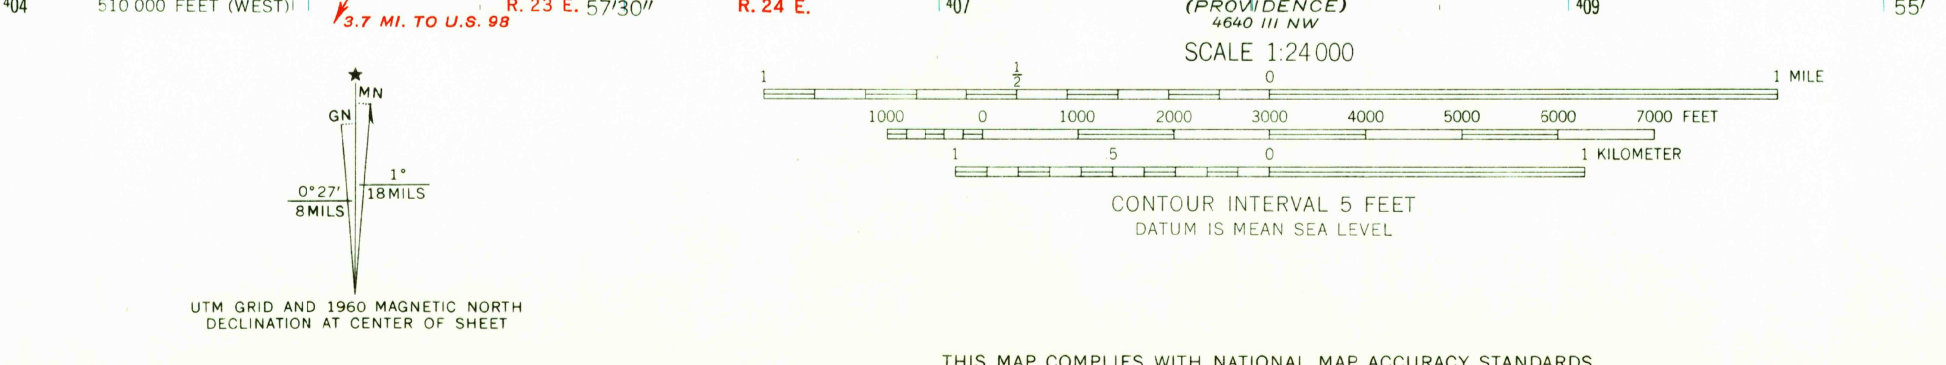 ⁴04 510 000 FEET (WEST) R. 23 E. 57'30" R. 24 E. ⁴07 (PROVIDENCE) ⁴09 55'
3.7 MI. TO U.S. 98
4640 III NW
SCALE 1:24 000
★
MN
GN
1°
18 MILS
0°27'
8 MILS
UTM GRID AND 1960 MAGNETIC NORTH
DECLINATION AT CENTER OF SHEET
1 ½ 0 1 MILE
1000 0 1000 2000 3000 4000 5000 6000 7000 FEET
1 .5 0 1 KILOMETER
CONTOUR INTERVAL 5 FEET
DATUM IS MEAN SEA LEVEL
THIS MAP COMPLIES WITH NATIONAL MAP ACCURACY STANDARDS